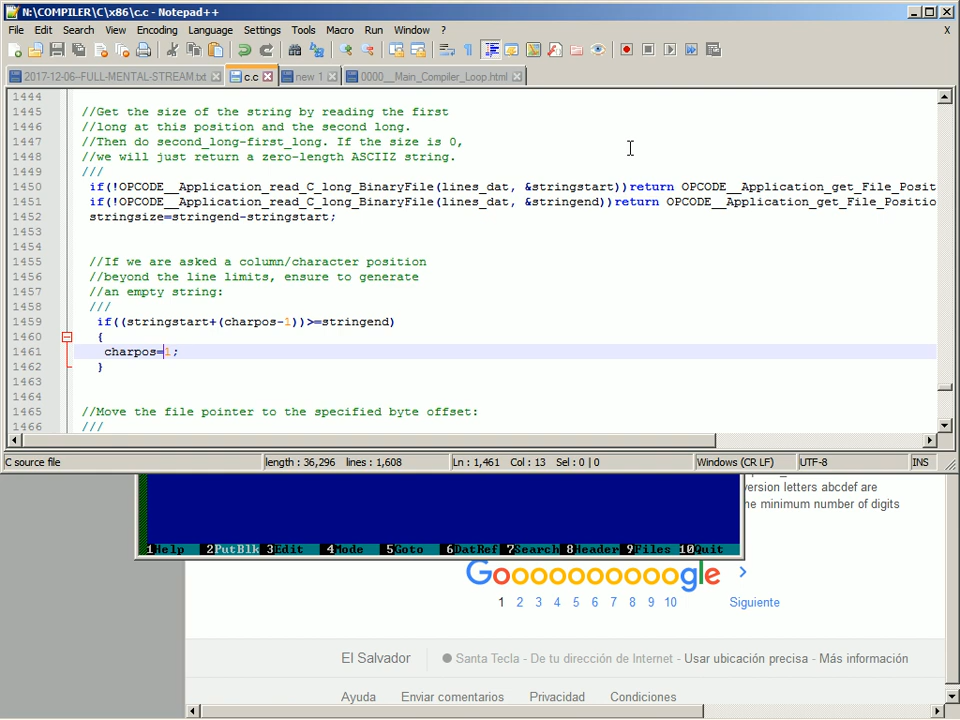 N:\COMPILER\C\x86\c.c - Notepad++
File Edit Search View Encoding Language Settings Tools Macro Run Window ? X
2017-12-06--FULL-MENTAL-STREAM.txt c.c new 1 0000__Main_Compiler_Loop.html
1444
1445 //Get the size of the string by reading the first
1446 //long at this position and the second long.
1447 //Then do second_long-first_long. If the size is 0,
1448 //we will just return a zero-length ASCIIZ string.
1449 ///
1450 if(!OPCODE__Application_read_C_long_BinaryFile(lines_dat, &stringstart))return OPCODE__Application_get_File_Posit
1451 if(!OPCODE__Application_read_C_long_BinaryFile(lines_dat, &stringend))return OPCODE__Application_get_File_Positio
1452 stringsize=stringend-stringstart;
1453
1454
1455 //If we are asked a column/character position
1456 //beyond the line limits, ensure to generate
1457 //an empty string:
1458 ///
1459 if((stringstart+(charpos-1))>=stringend)
1460 {
1461 charpos=1;
1462 }
1463
1464
1465 //Move the file pointer to the specified byte offset:
1466 ///
C source file length : 36,296 lines : 1,608 Ln : 1,461 Col : 13 Sel : 0 | 0 Windows (CR LF) UTF-8 INS
version letters abcdef are
he minimum number of digits
1Help 2PutBlk 3Edit 4Mode 5Goto 6DatRef 7Search 8Header 9Files 10Quit
Goooooooooogle
1 2 3 4 5 6 7 8 9 10 Siguiente
El Salvador Santa Tecla - De tu dirección de Internet - Usar ubicación precisa - Más información
Ayuda Enviar comentarios Privacidad Condiciones